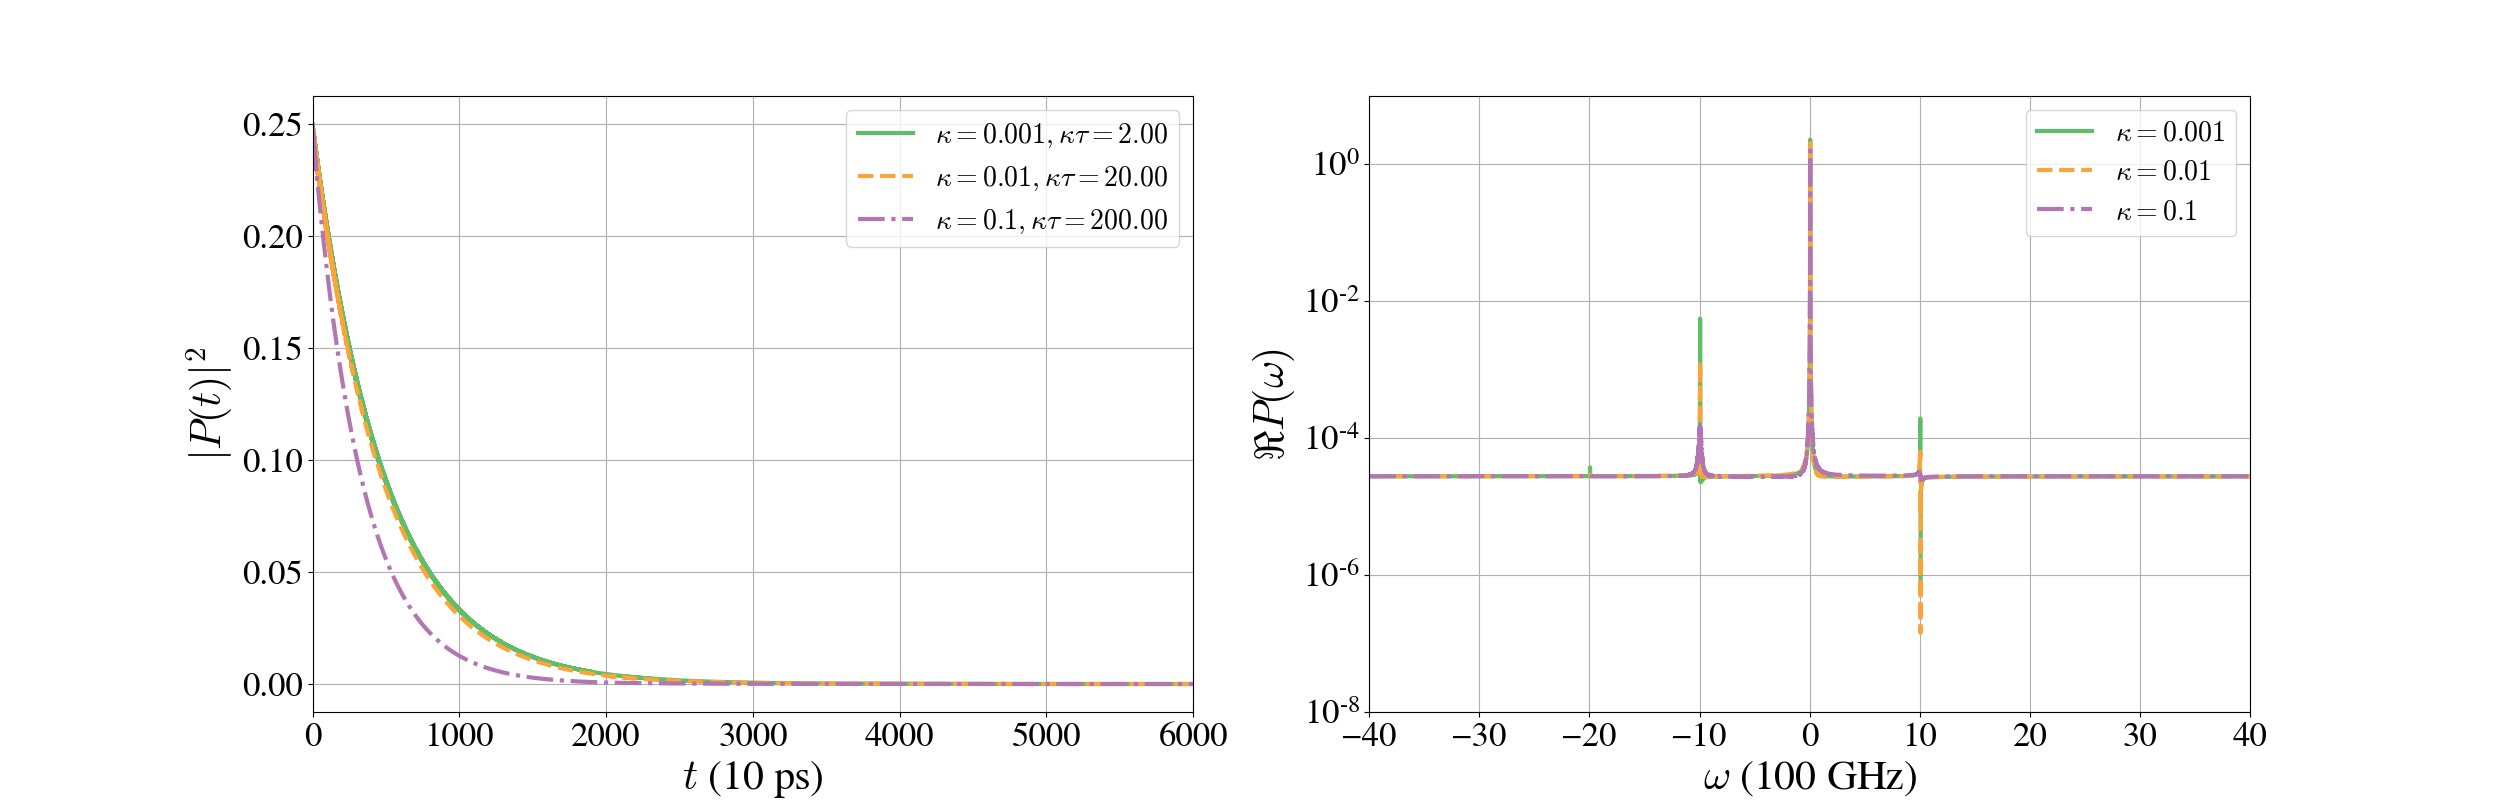 |P(t)|²
0.25
0.20
0.15
0.10
0.05
0.00
κ = 0.001, κτ = 2.00
κ = 0.01, κτ = 20.00
κ = 0.1, κτ = 200.00
0 1000 2000 3000 4000 5000 6000
t (10 ps)
ℜP(ω)
10⁰
10⁻²
10⁻⁴
10⁻⁶
10⁻⁸
κ = 0.001
κ = 0.01
κ = 0.1
−40 −30 −20 −10 0 10 20 30 40
ω (100 GHz)